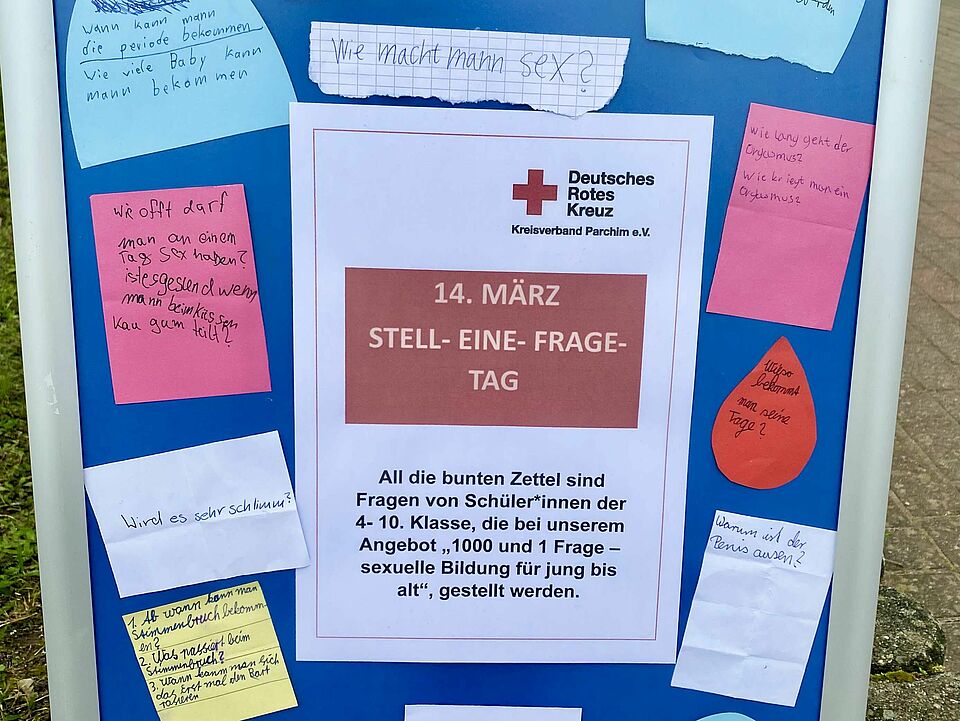 wann kann mann
die periode bekommen
wie viele Baby kann
mann bekommen
Wie macht mann sex?
wie offt darf
man an einem
Tag Sex haben?
ist es gesund wenn
mann beim küssen
kau gum teilt?
Wird es sehr schlimm?
1. Ab wann kann man
Stimmenbruch bekomm-
en?
2. Was passiert beim
Stimmenbruch?
3. Wann kann man sich
das Erst mal den Bart
rasieren
Deutsches
Rotes
Kreuz
Kreisverband Parchim e.V.
14. MÄRZ
STELL- EINE- FRAGE-
TAG
All die bunten Zettel sind
Fragen von Schüler*innen der
4- 10. Klasse, die bei unserem
Angebot „1000 und 1 Frage –
sexuelle Bildung für jung bis
alt“, gestellt werden.
Wie lang geht der
Orgasmus?
Wie kriegt man ein
Orgasmus?
Wieso
bekommt
man seine
Tage?
Warum ist der
Penis aussen?